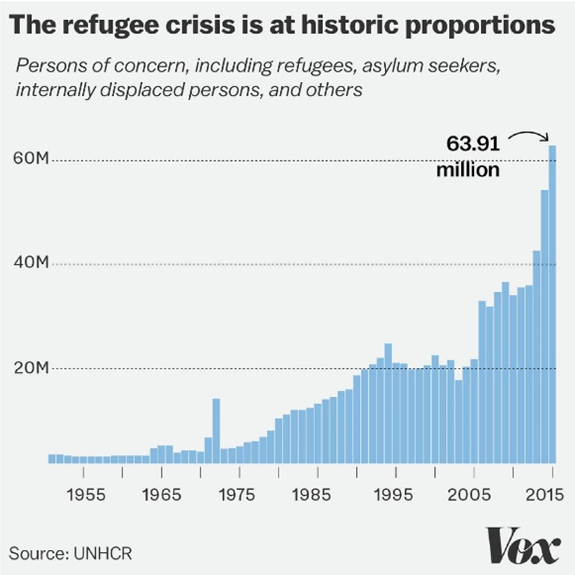 The refugee crisis is at historic proportions
Persons of concern, including refugees, asylum seekers,
internally displaced persons, and others
63.91
million
60M
40M
20M
1955 1965 1975 1985 1995 2005 2015
Source: UNHCR
Vox